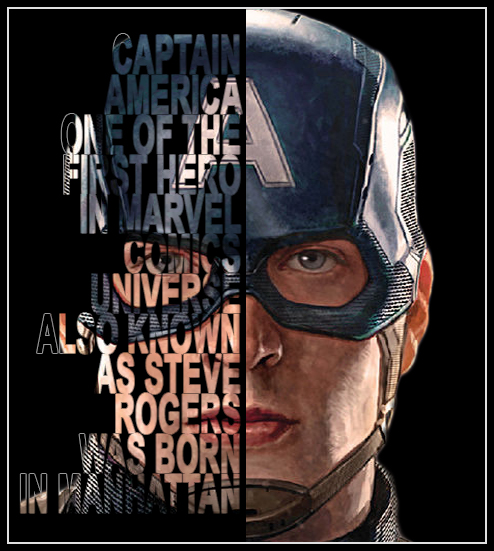 CAPTAIN
AMERICA
ONE OF THE
FIRST HERO
IN MARVEL
COMICS
UNIVERSE
ALSO KNOWN
AS STEVE
ROGERS
WAS BORN
IN MANHATTAN
A